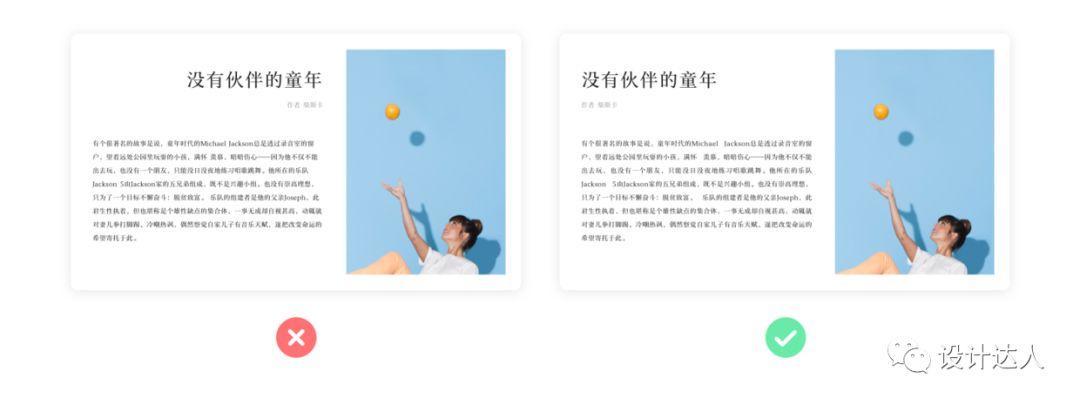 没有伙伴的童年
作者 柴斯卡
有个很著名的故事是说，童年时代的Michael Jackson总是透过录音室的窗
户，望着远处公园里玩耍的小孩，满怀 羡慕，暗暗伤心——因为他不仅不能
出去玩，也没有一个朋友，只能没日没夜地练习唱歌跳舞。他所在的乐队
Jackson 5由Jackson家的五兄弟组成，既不是兴趣小组，也没有崇高理想，
只为了一个目标不懈奋斗：脱贫致富。 乐队的组建者是他的父亲Joseph，此
君生性执着，但也堪称是个雄性缺点的集合体，一事无成却自视甚高，动辄就
对妻儿拳打脚踢、冷嘲热讽，偶然察觉自家儿子有音乐天赋，遂把改变命运的
希望寄托于此。
没有伙伴的童年
作者 柴斯卡
有个很著名的故事是说，童年时代的Michael Jackson总是透过录音室的窗
户，望着远处公园里玩耍的小孩，满怀 羡慕，暗暗伤心——因为他不仅不能
出去玩，也没有一个朋友，只能没日没夜地练习唱歌跳舞。他所在的乐队
Jackson 5由Jackson家的五兄弟组成，既不是兴趣小组，也没有崇高理想，
只为了一个目标不懈奋斗：脱贫致富。 乐队的组建者是他的父亲Joseph，此
君生性执着，但也堪称是个雄性缺点的集合体，一事无成却自视甚高，动辄就
对妻儿拳打脚踢、冷嘲热讽，偶然察觉自家儿子有音乐天赋，遂把改变命运的
希望寄托于此。
设计达人